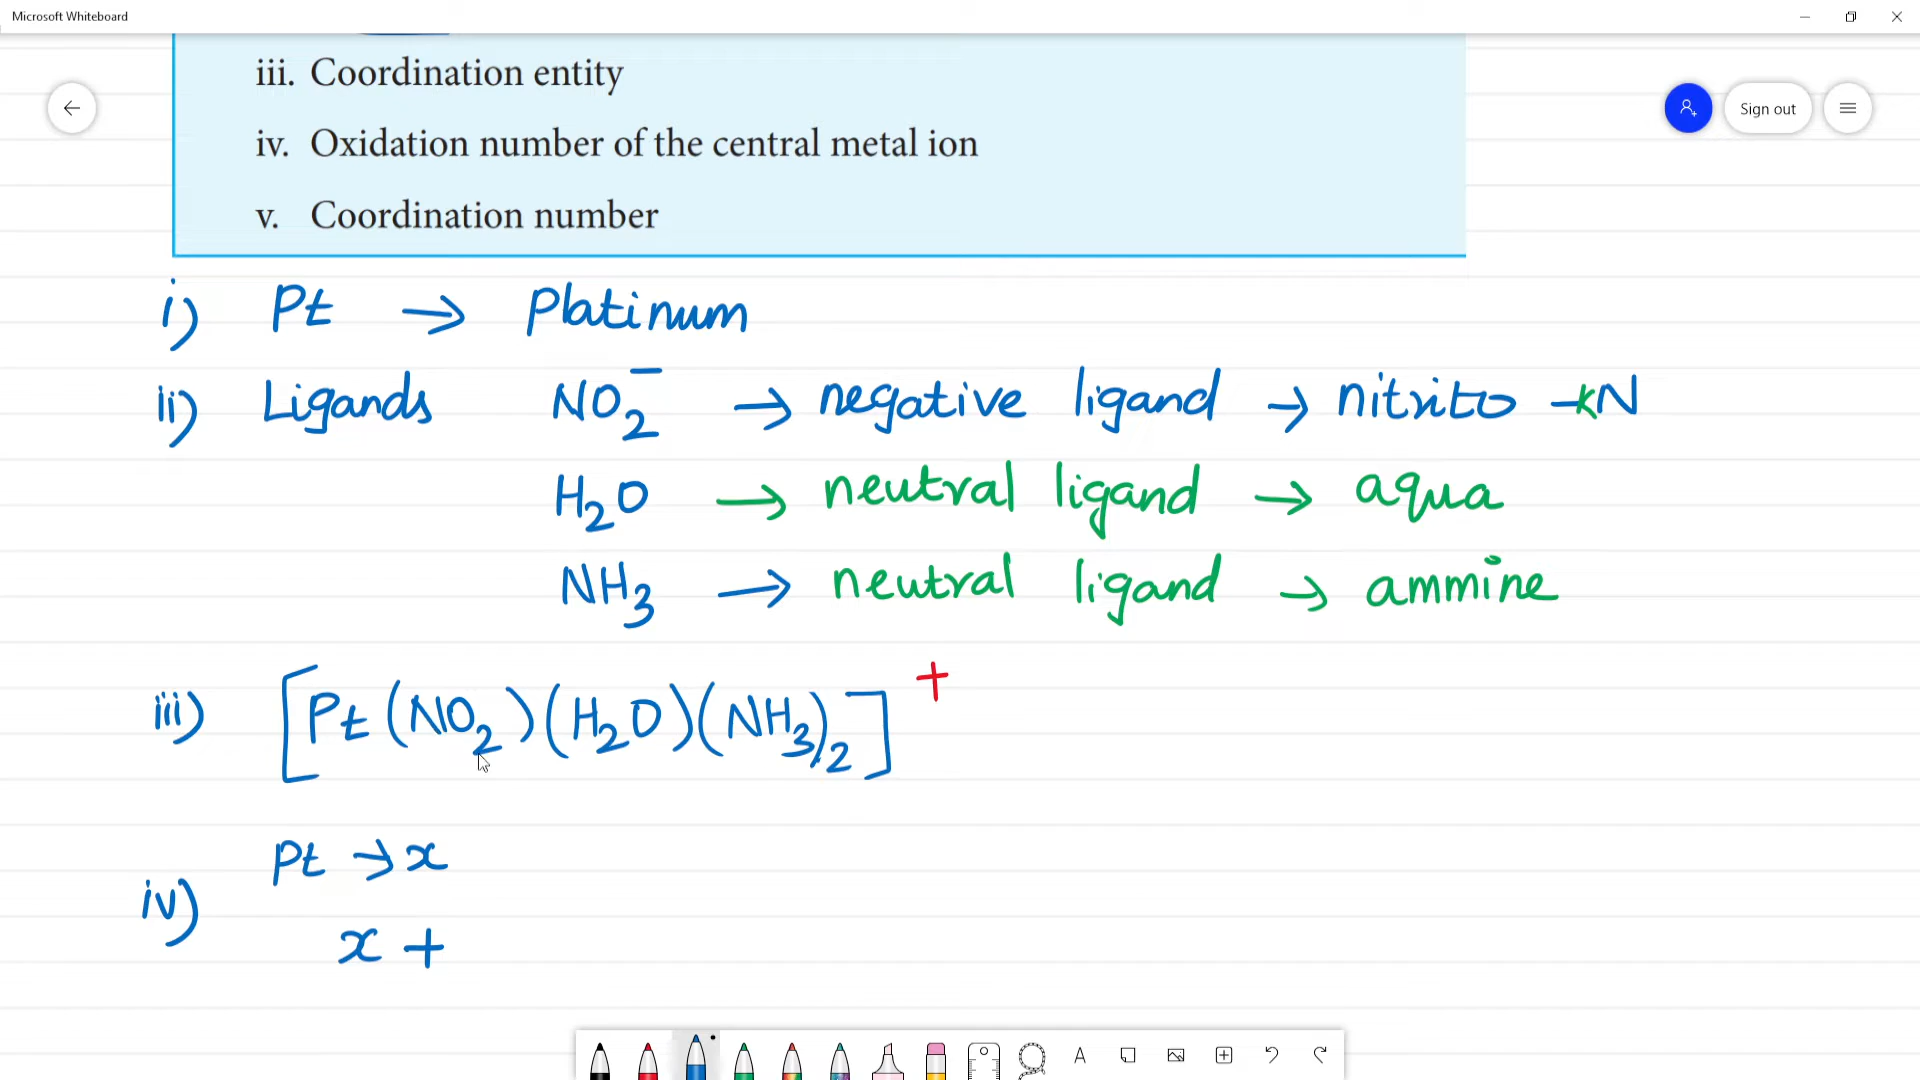 Microsoft Whiteboard
Sign out
iii. Coordination entity
iv. Oxidation number of the central metal ion
v. Coordination number
i) Pt → Platinum
ii) Ligands NO₂⁻ → negative ligand → nitrito -κN
H₂O → neutral ligand → aqua
NH₃ → neutral ligand → ammine
iii) [Pt(NO₂)(H₂O)(NH₃)₂]⁺
Pt → x
iv)
x +
A